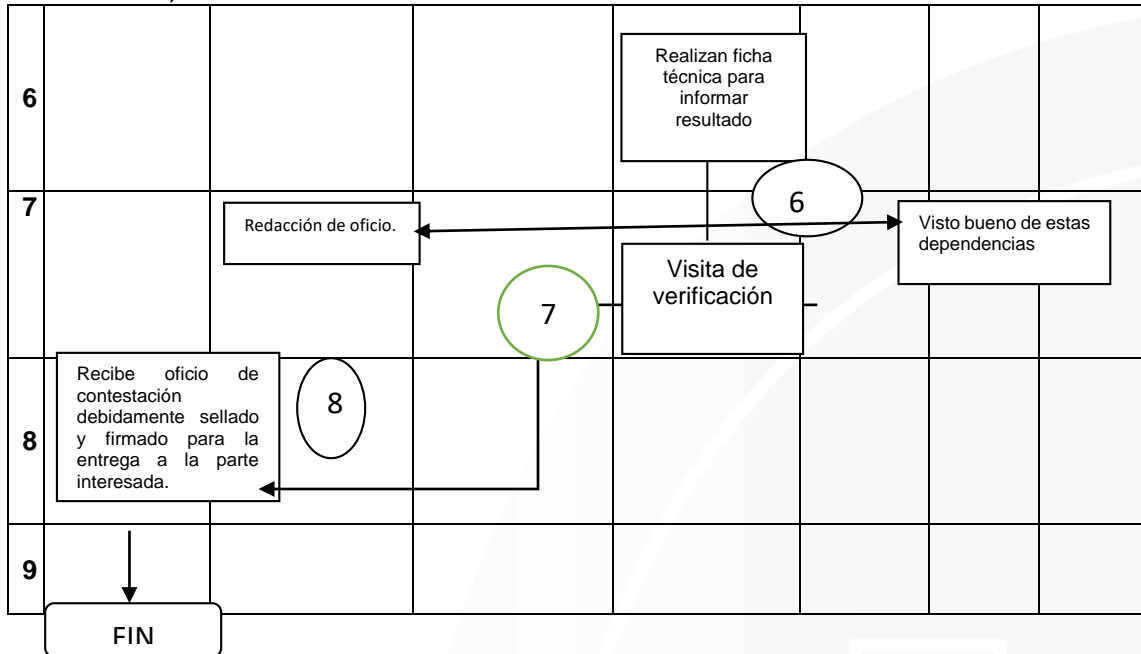 6
Realizan ficha
técnica para
informar
resultado
7
6
Redacción de oficio.
Visto bueno de estas
dependencias
Visita de
verificación
7
8
Recibe oficio de
contestación
debidamente sellado
y firmado para la
entrega a la parte
interesada.
8
9
FIN